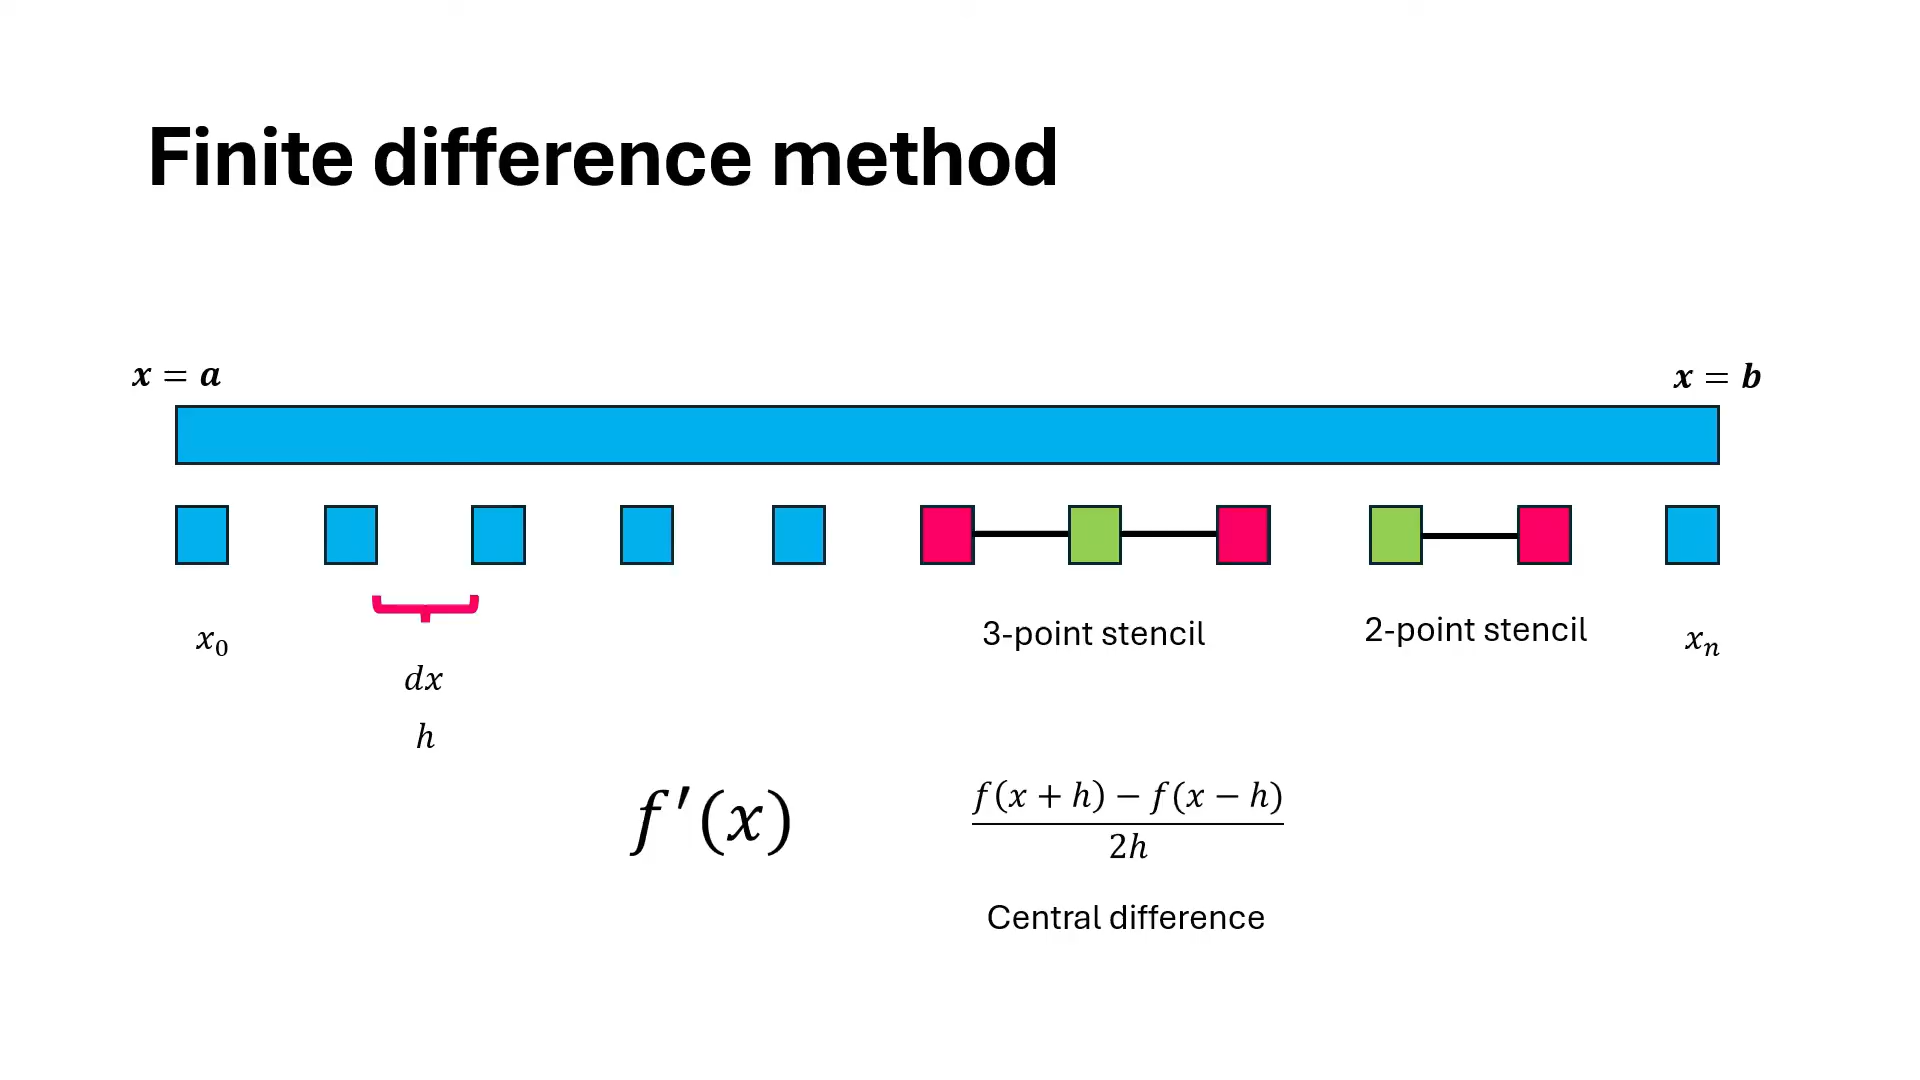 Finite difference method
x = a
x = b
x₀
dx
h
3-point stencil
2-point stencil
xₙ
f′(x)
f(x + h) − f(x − h)
2h
Central difference